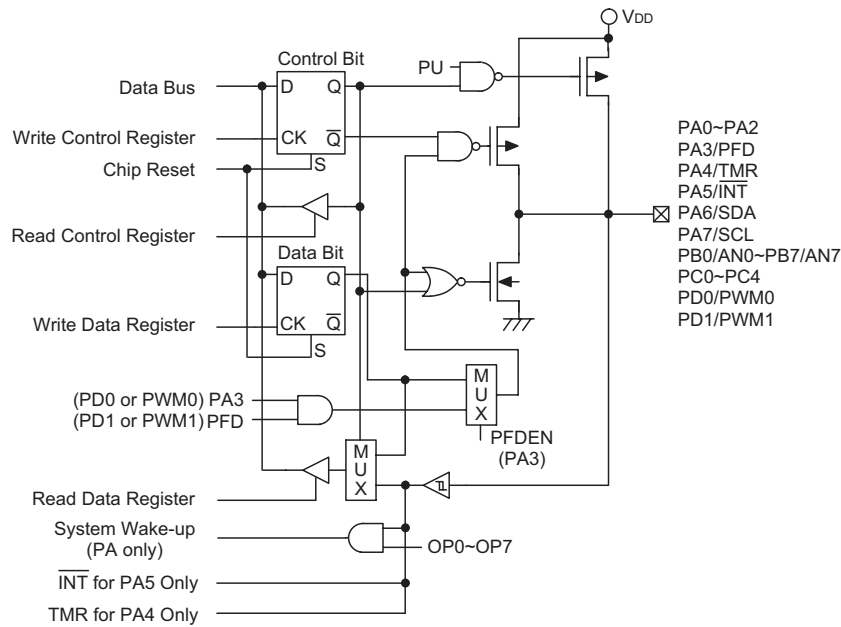 VDD
Control Bit
PU
Data Bus
D Q
Write Control Register
CK Q̅
Chip Reset
S
Read Control Register
Data Bit
D Q
Write Data Register
CK Q̅
S
PA0~PA2
PA3/PFD
PA4/TMR
PA5/I̅N̅T̅
PA6/SDA
PA7/SCL
PB0/AN0~PB7/AN7
PC0~PC4
PD0/PWM0
PD1/PWM1
(PD0 or PWM0) PA3
(PD1 or PWM1) PFD
MUX
PFDEN
(PA3)
MUX
Read Data Register
System Wake-up
(PA only)
OP0~OP7
I̅N̅T̅ for PA5 Only
TMR for PA4 Only